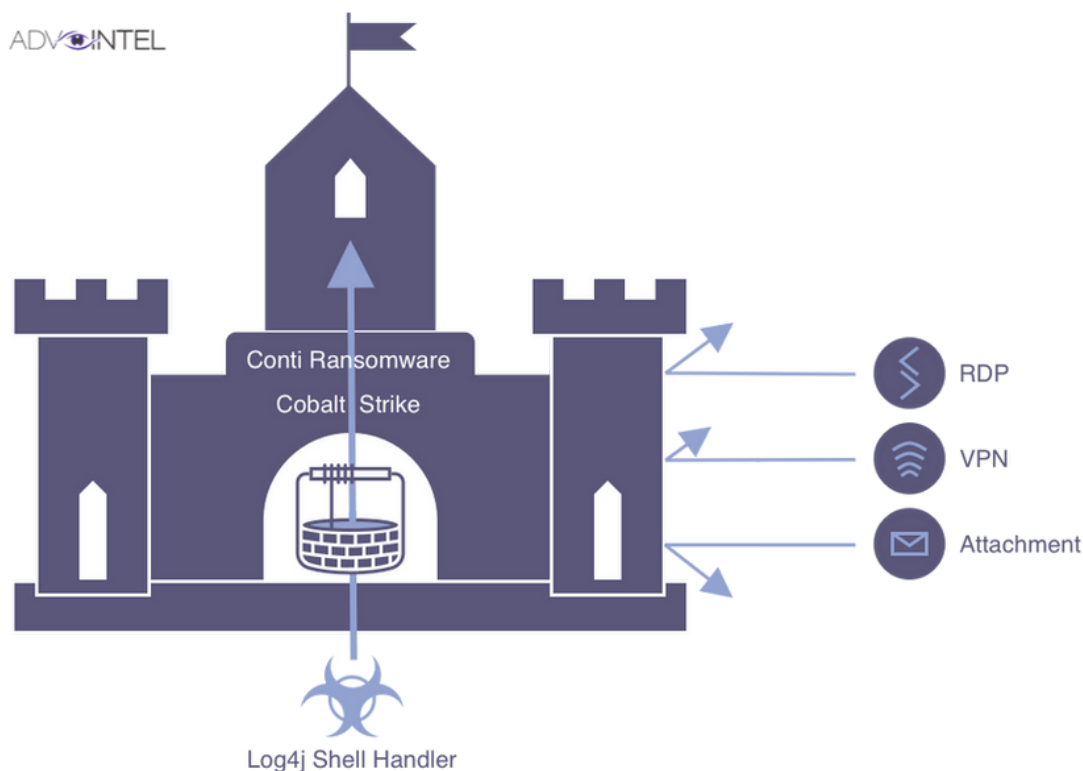 ADVINTEL
Conti Ransomware
Cobalt Strike
RDP
VPN
Attachment
Log4j Shell Handler